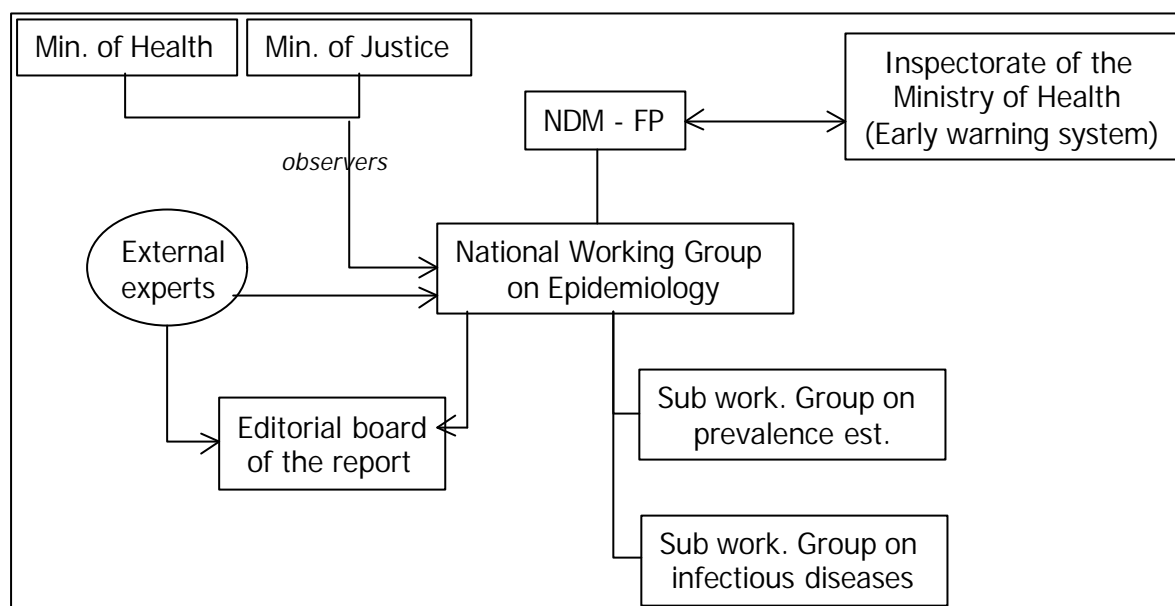 Min. of Health
Min. of Justice
Inspectorate of the
Ministry of Health
(Early warning system)
NDM - FP
observers
External
experts
National Working Group
on Epidemiology
Sub work. Group on
prevalence est.
Editorial board
of the report
Sub work. Group on
infectious diseases